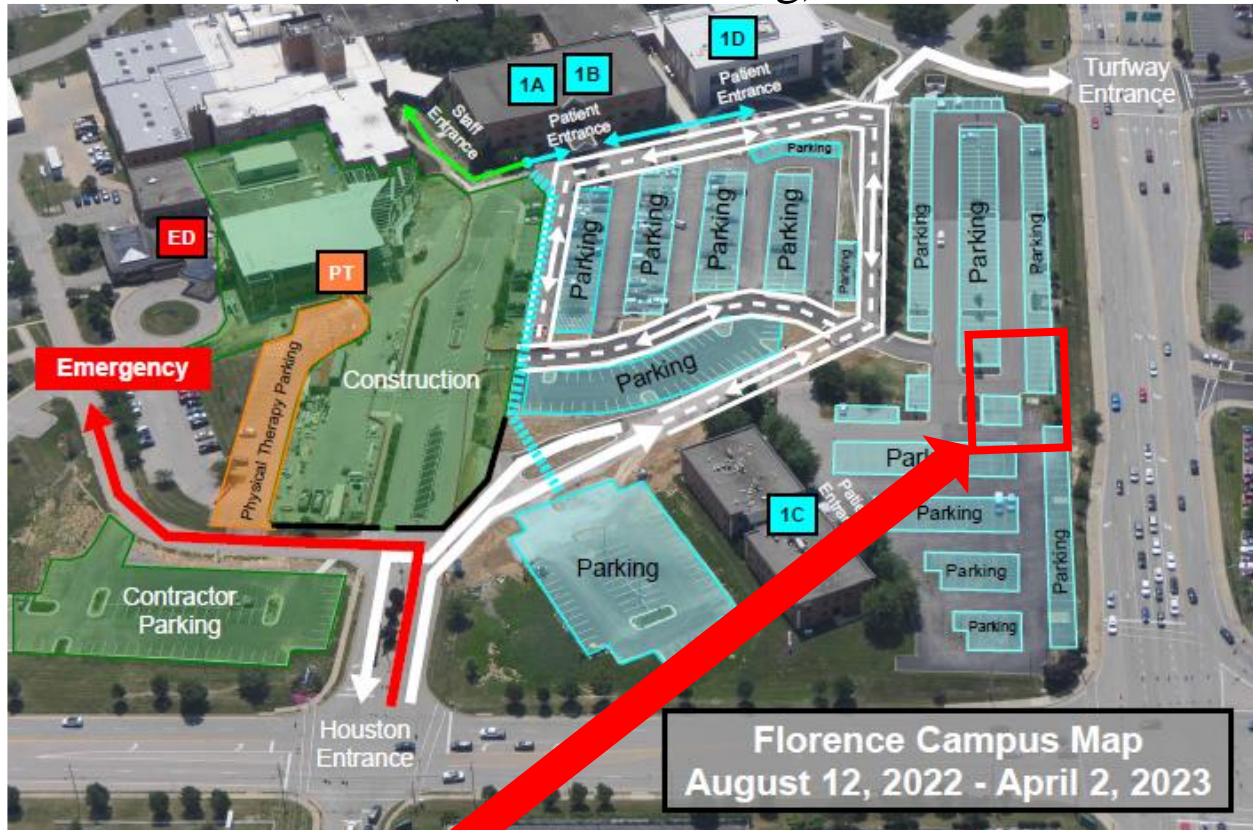 1D
1A
1B
Patient
Entrance
Turfway
Entrance
Staff
Entrance
Patient
Entrance
Parking
Parking
Parking
Parking
Parking
Parking
Parking
Parking
Parking
ED
PT
Emergency
Physical Therapy Parking
Construction
Parking
Parking
1C
Parking
Parking
Parking
Parking
Contractor
Parking
Parking
Houston
Entrance
Florence Campus Map
August 12, 2022 - April 2, 2023